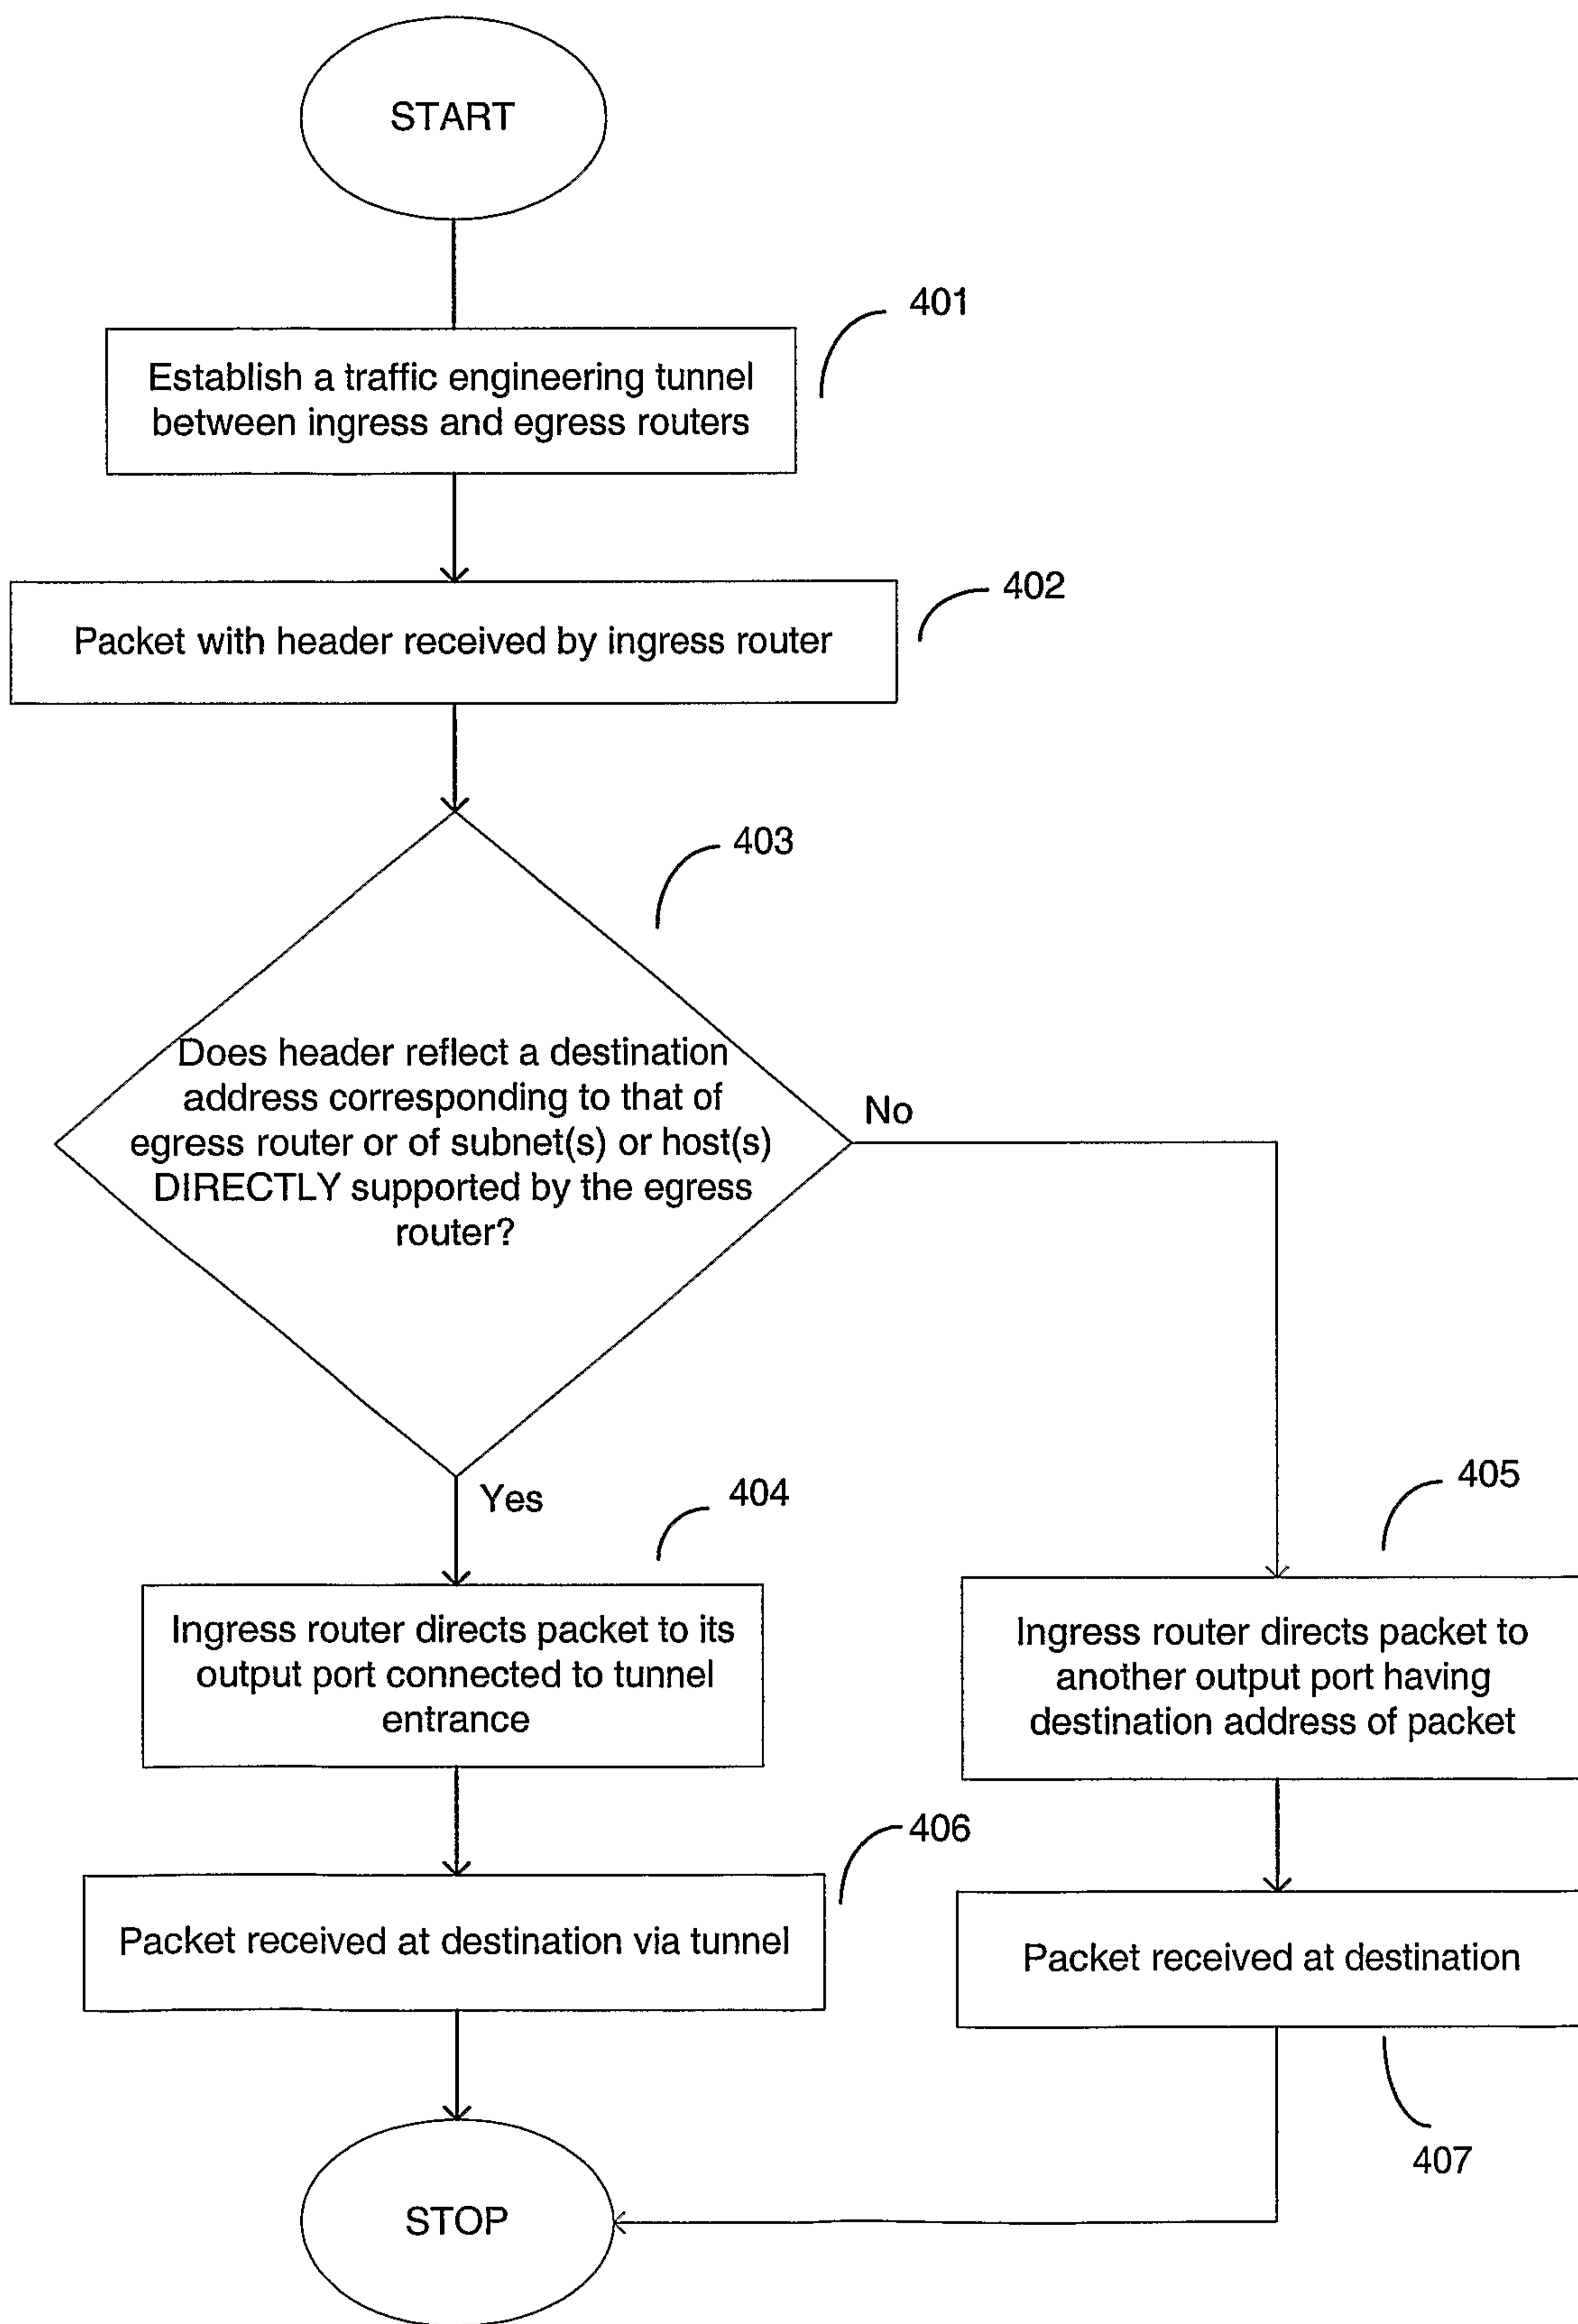 START
401
Establish a traffic engineering tunnel
between ingress and egress routers
402
Packet with header received by ingress router
403
Does header reflect a destination
address corresponding to that of
egress router or of subnet(s) or host(s)
DIRECTLY supported by the egress
router?
No
Yes
404
405
Ingress router directs packet to its
output port connected to tunnel
entrance
Ingress router directs packet to
another output port having
destination address of packet
406
Packet received at destination via tunnel
Packet received at destination
407
STOP